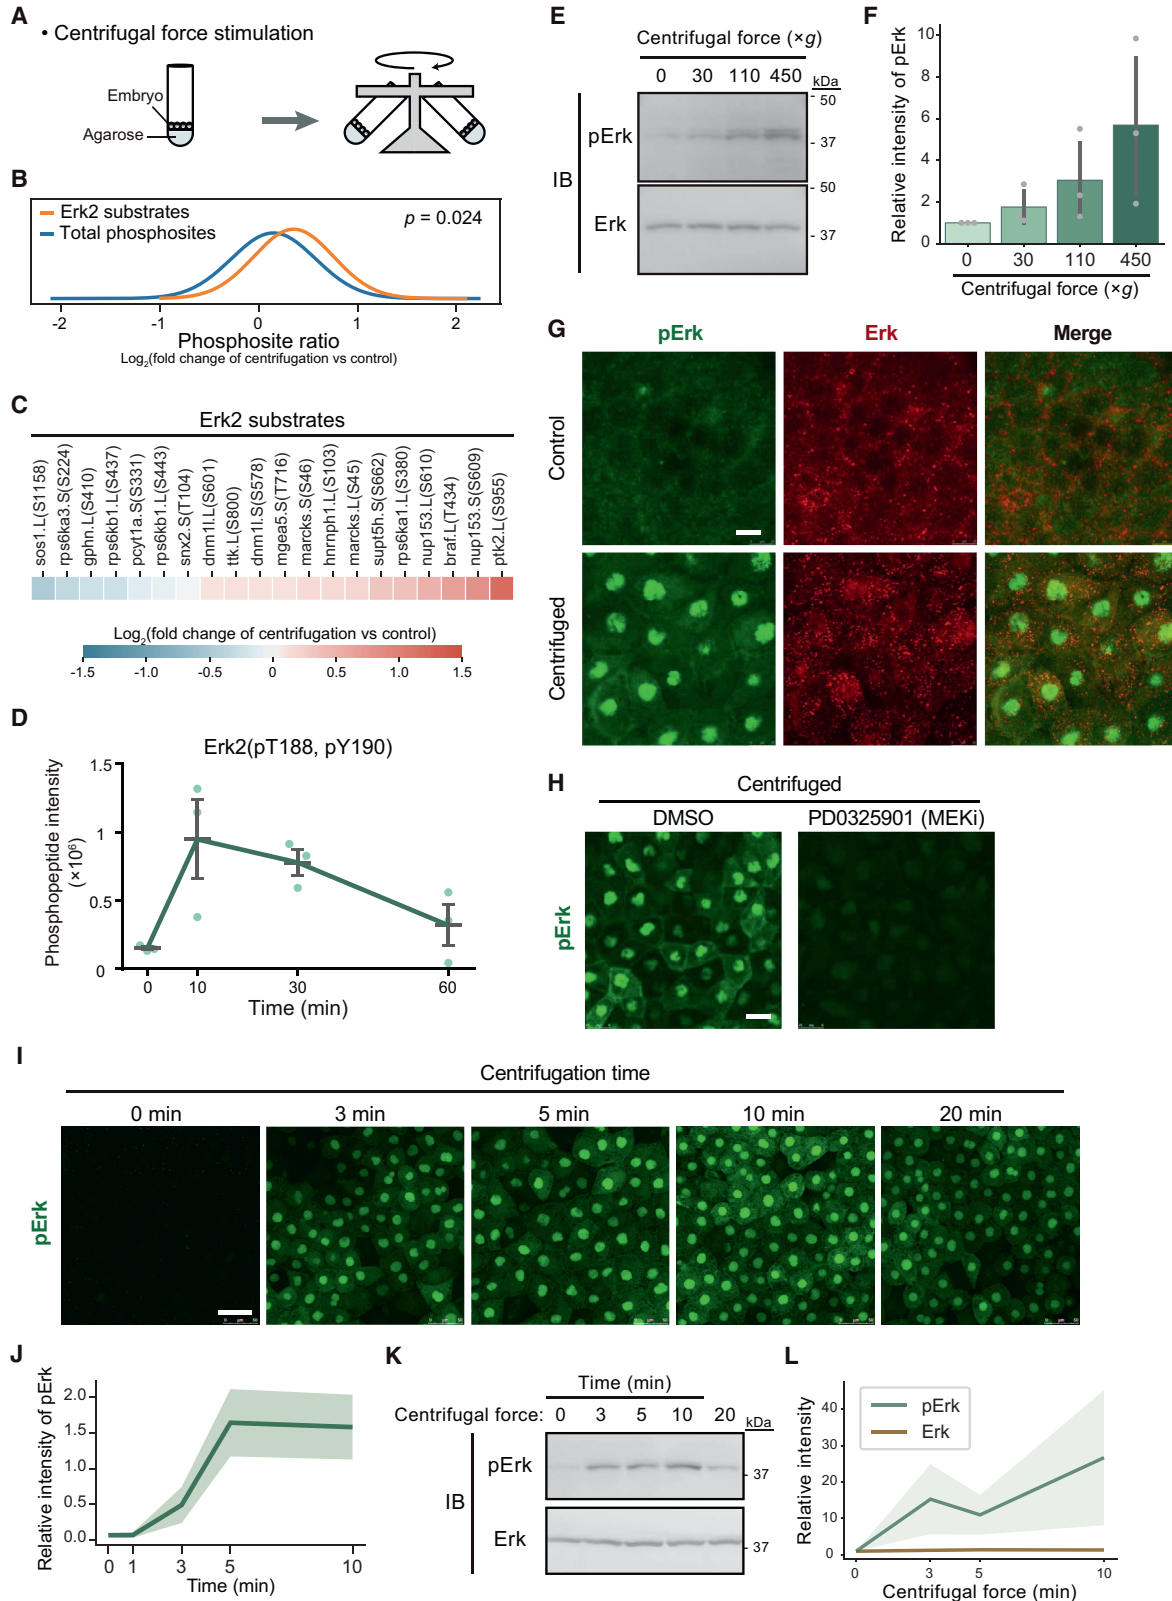 A
• Centrifugal force stimulation
Embryo
Agarose
B
Erk2 substrates
Total phosphosites
p = 0.024
-2 -1 0 1 2
Phosphosite ratio
Log2(fold change of centrifugation vs control)
C
Erk2 substrates
sos1.L(S1158)
rps6ka3.S(S224)
gphn.L(S410)
rps6kb1.L(S437)
pcyt1a.S(S331)
rps6kb1.L(S443)
snx2.S(T104)
dnm1l.L(S601)
ttk.L(S800)
dnm1l.S(S578)
mgea5.S(T716)
marcks.S(S46)
hnrnph1.L(S103)
marcks.L(S45)
supt5h.S(S662)
rps6ka1.L(S380)
nup153.L(S610)
braf.L(T434)
nup153.S(S609)
ptk2.L(S955)
Log2(fold change of centrifugation vs control)
-1.5 -1.0 -0.5 0 0.5 1.0 1.5
D
Erk2(pT188, pY190)
Phosphopeptide intensity
(×10⁶)
1.5
1
0.5
0
0 10 30 60
Time (min)
E
Centrifugal force (×g)
0 30 110 450
kDa
- 50
pErk
- 37
IB
- 50
Erk
- 37
F
Relative intensity of pErk
10
8
6
4
2
0
0 30 110 450
Centrifugal force (×g)
G
pErk Erk Merge
Control
Centrifuged
H
Centrifuged
DMSO PD0325901 (MEKi)
pErk
I
Centrifugation time
0 min 3 min 5 min 10 min 20 min
pErk
J
Relative intensity of pErk
2.0
1.5
1.0
0.5
0.0
0 1 3 5 10
Time (min)
K
Time (min)
Centrifugal force: 0 3 5 10 20
kDa
pErk
- 37
IB
Erk
- 37
L
Relative intensity
pErk
Erk
40
30
20
10
0
0 3 5 10
Centrifugal force (min)